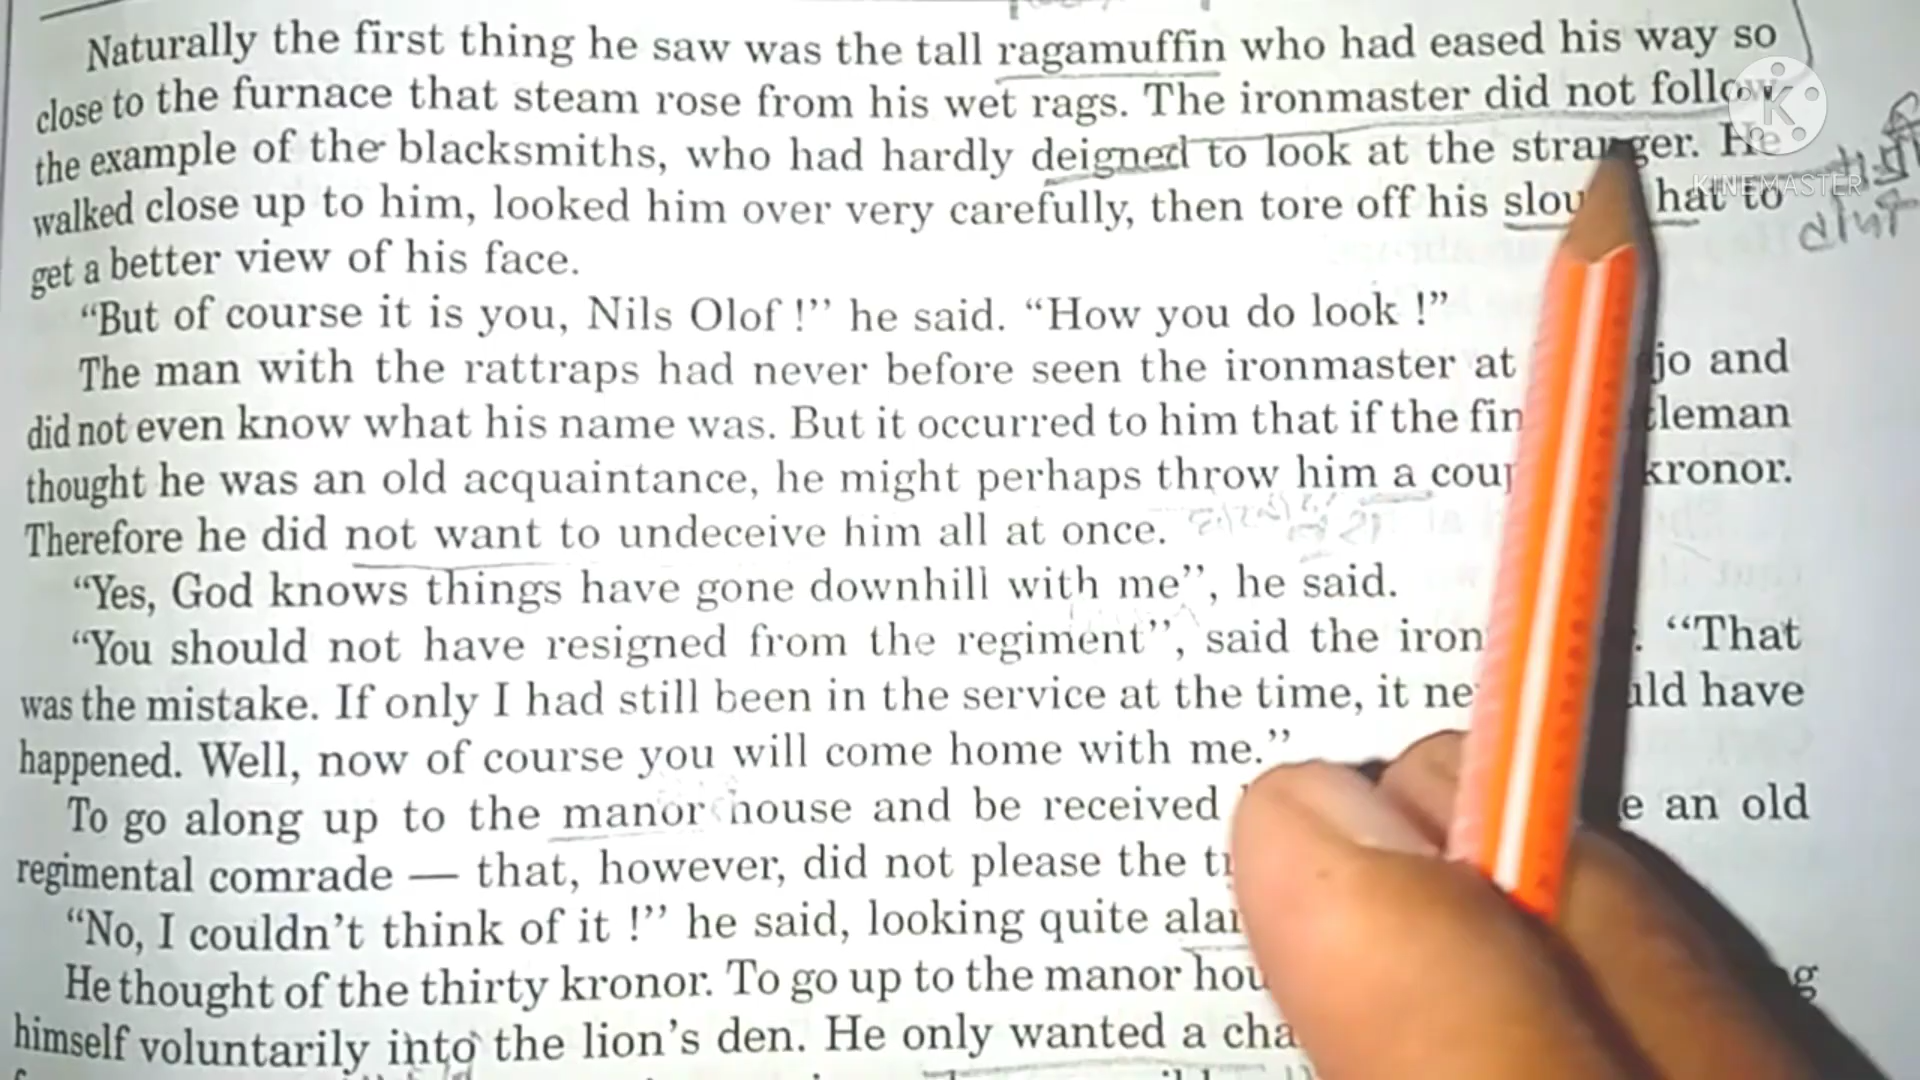 Naturally the first thing he saw was the tall ragamuffin who had eased his way so
close to the furnace that steam rose from his wet rags. The ironmaster did not follow
the example of the blacksmiths, who had hardly deigned to look at the stranger. He
KINEMASTER
walked close up to him, looked him over very carefully, then tore off his hat to
get a better view of his face.
“But of course it is you, Nils Olof !” he said. “How you do look !”
The man with the rattraps had never before seen the ironmaster at and
did not even know what his name was. But it occurred to him that if the
thought he was an old acquaintance, he might perhaps throw him a kronor.
Therefore he did not want to undeceive him all at once.
“Yes, God knows things have gone downhill with me”, he said.
“You should not have resigned from the regiment”, said the “That
was the mistake. If only I had still been in the service at the time, it have
happened. Well, now of course you will come home with me.”
To go along up to the manor house and be received an old
regimental comrade — that, however, did not please the
“No, I couldn’t think of it !” he said, looking quite
He thought of the thirty kronor. To go up to the manor
himself voluntarily into the lion’s den. He only wanted a